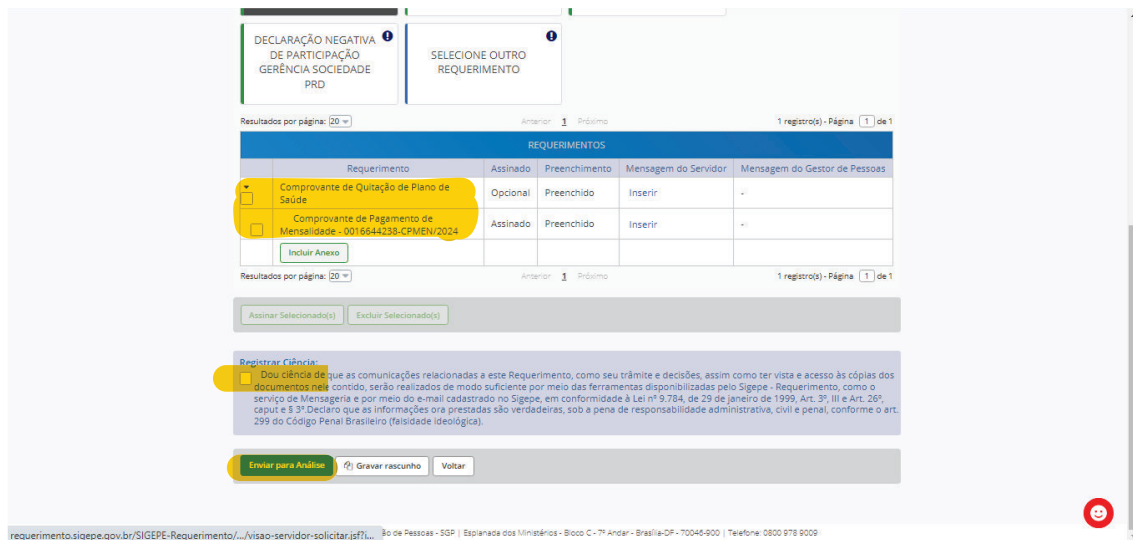 DECLARAÇÃO NEGATIVA
DE PARTICIPAÇÃO
GERÊNCIA SOCIEDADE
PRD
SELECIONE OUTRO
REQUERIMENTO
Resultados por página: 20
Anterior 1 Próximo
1 registro(s) - Página 1 de 1
REQUERIMENTOS
Requerimento Assinado Preenchimento Mensagem do Servidor Mensagem do Gestor de Pessoas
Comprovante de Quitação de Plano de
Saúde
Opcional Preenchido Inserir -
Comprovante de Pagamento de
Mensalidade - 0016644238-CPMEN/2024
Assinado Preenchido Inserir -
Incluir Anexo
Resultados por página: 20
Anterior 1 Próximo
1 registro(s) - Página 1 de 1
Assinar Selecionado(s) Excluir Selecionado(s)
Registrar Ciência:
Dou ciência de que as comunicações relacionadas a este Requerimento, como seu trâmite e decisões, assim como ter vista e acesso às cópias dos
documentos nele contido, serão realizados de modo suficiente por meio das ferramentas disponibilizadas pelo Sigepe - Requerimento, como o
serviço de Mensageria e por meio do e-mail cadastrado no Sigepe, em conformidade à Lei nº 9.784, de 29 de janeiro de 1999, Art. 3º, III e Art. 26º,
caput e § 3º.Declaro que as informações ora prestadas são verdadeiras, sob a pena de responsabilidade administrativa, civil e penal, conforme o art.
299 do Código Penal Brasileiro (falsidade ideológica).
Enviar para Análise Gravar rascunho Voltar
requerimento.sigepe.gov.br/SIGEPE-Requerimento/.../visao-servidor-solicitar.jsf?i...
ão de Pessoas - SGP | Esplanada dos Ministérios - Bloco C - 7º Andar - Brasília-DF - 70046-900 | Telefone: 0800 978 9009